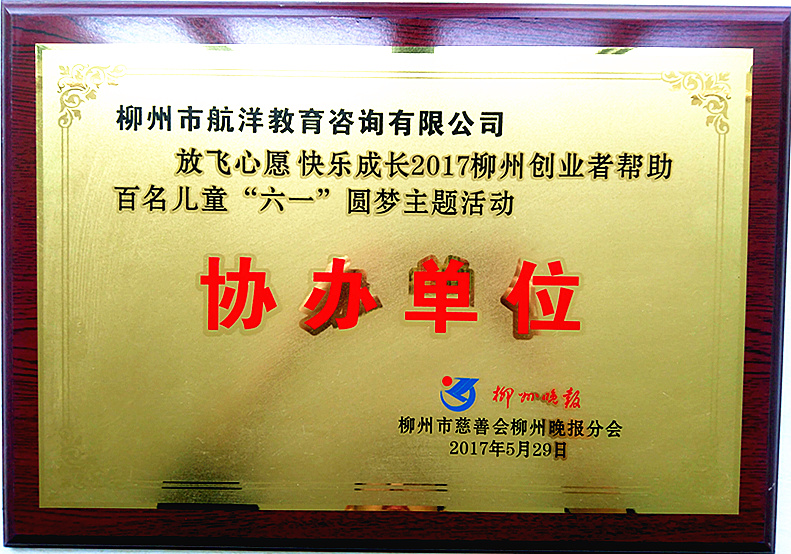 柳州市航洋教育咨询有限公司
放飞心愿 快乐成长2017柳州创业者帮助
百名儿童“六一”圆梦主题活动
协办单位
柳州晚报
柳州市慈善会柳州晚报分会
2017年5月29日